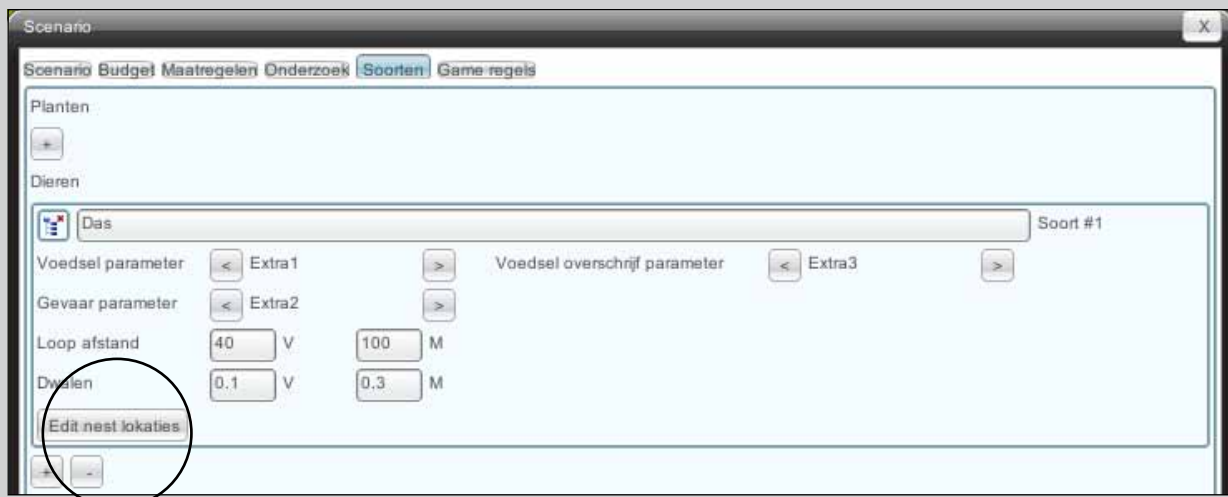 Scenario X
Scenario Budget Maatregelen Onderzoek Soorten Game regels
Planten
+
Dieren
Das Soort #1
Voedsel parameter < Extra1 > Voedsel overschrijf parameter < Extra3 >
Gevaar parameter < Extra2 >
Loop afstand 40 V 100 M
Dwalen 0.1 V 0.3 M
Edit nest lokaties
+ -